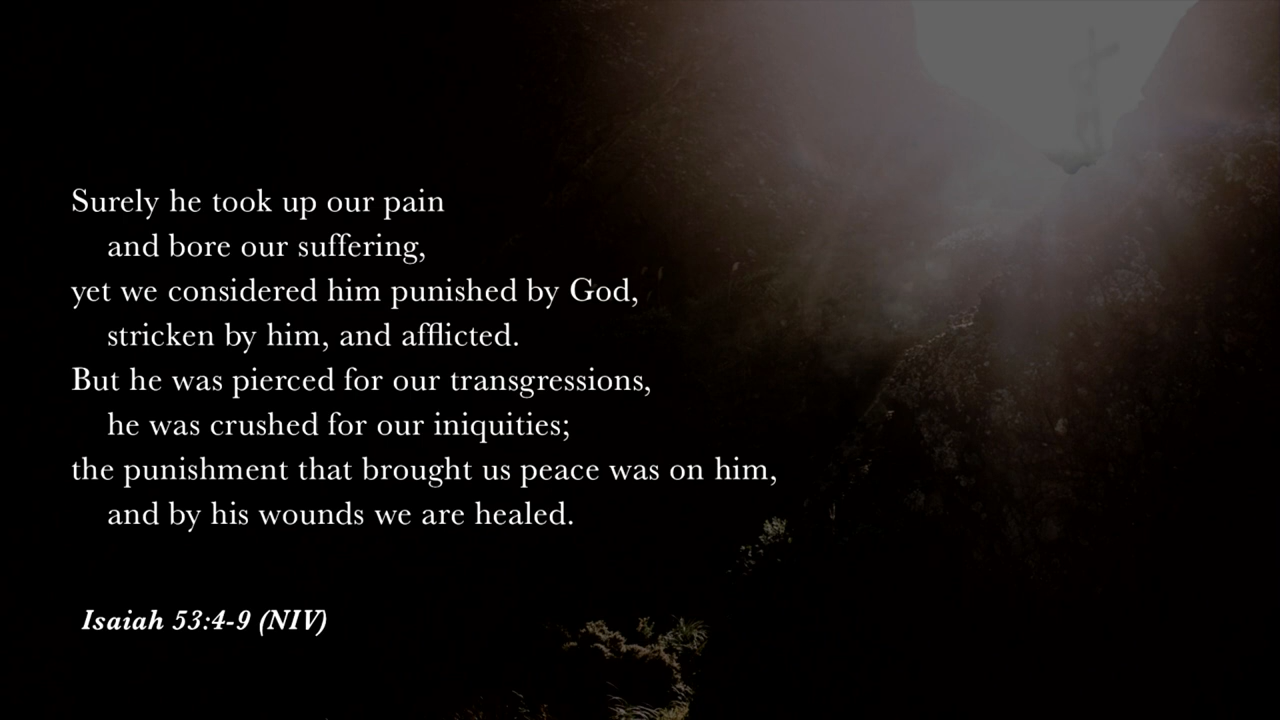 Surely he took up our pain
and bore our suffering,
yet we considered him punished by God,
stricken by him, and afflicted.
But he was pierced for our transgressions,
he was crushed for our iniquities;
the punishment that brought us peace was on him,
and by his wounds we are healed.
Isaiah 53:4-9 (NIV)